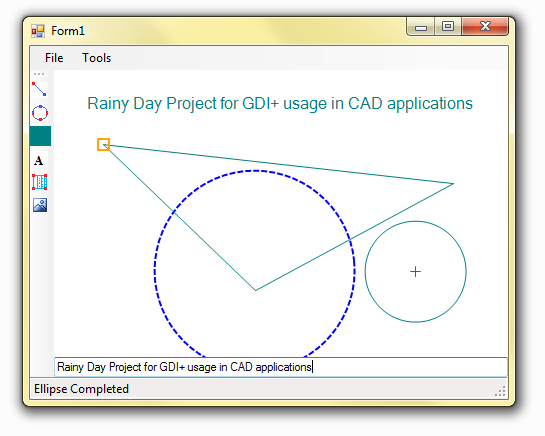 Form1
File Tools
Rainy Day Project for GDI+ usage in CAD applications
A
Rainy Day Project for GDI+ usage in CAD applications
Ellipse Completed